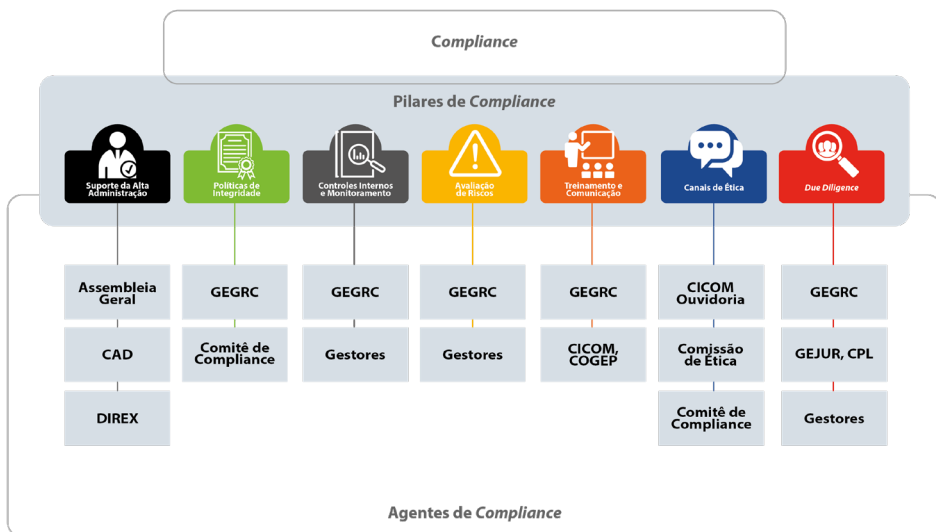 Compliance
Pilares de Compliance
Suporte da Alta
Administração
Políticas de
Integridade
Controles Internos
e Monitoramento
Avaliação
de Riscos
Treinamento e
Comunicação
Canais de Ética
Due Diligence
Assembleia
Geral
GEGRC
GEGRC
GEGRC
GEGRC
CICOM
Ouvidoria
GEGRC
CAD
Comitê de
Compliance
Gestores
Gestores
CICOM,
COGEP
Comissão
de Ética
GEJUR, CPL
DIREX
Comitê de
Compliance
Gestores
Agentes de Compliance